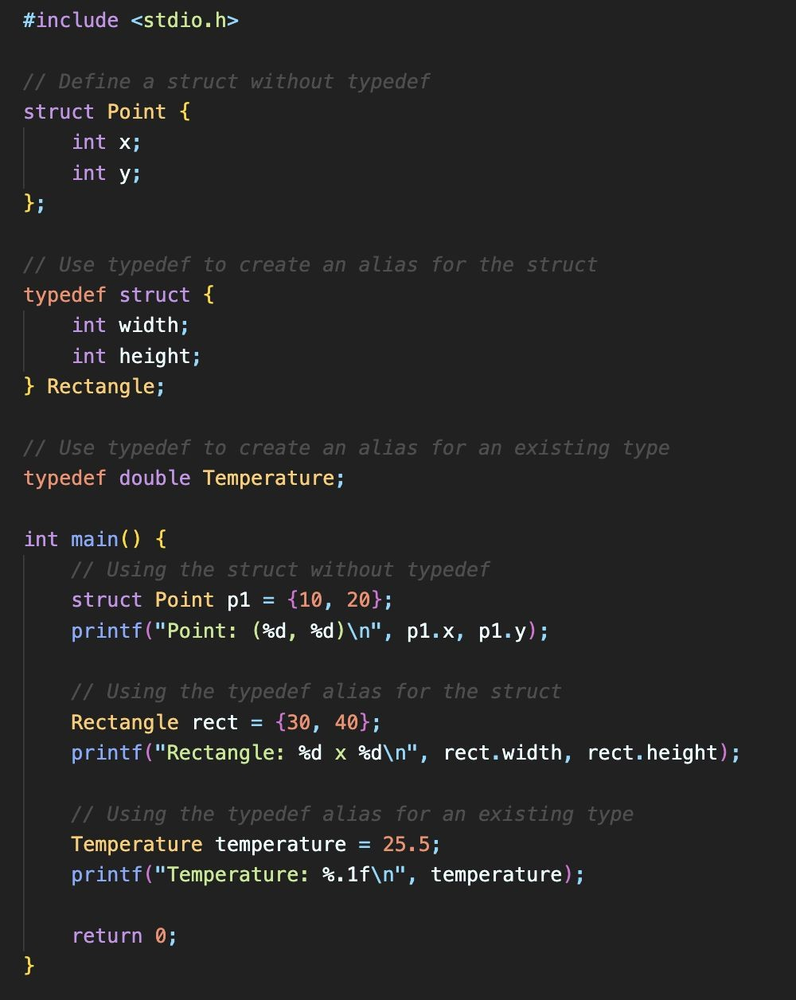 #include <stdio.h>
// Define a struct without typedef
struct Point {
    int x;
    int y;
};
// Use typedef to create an alias for the struct
typedef struct {
    int width;
    int height;
} Rectangle;
// Use typedef to create an alias for an existing type
typedef double Temperature;
int main() {
    // Using the struct without typedef
    struct Point p1 = {10, 20};
    printf("Point: (%d, %d)\n", p1.x, p1.y);
    // Using the typedef alias for the struct
    Rectangle rect = {30, 40};
    printf("Rectangle: %d x %d\n", rect.width, rect.height);
    // Using the typedef alias for an existing type
    Temperature temperature = 25.5;
    printf("Temperature: %.1f\n", temperature);
    return 0;
}